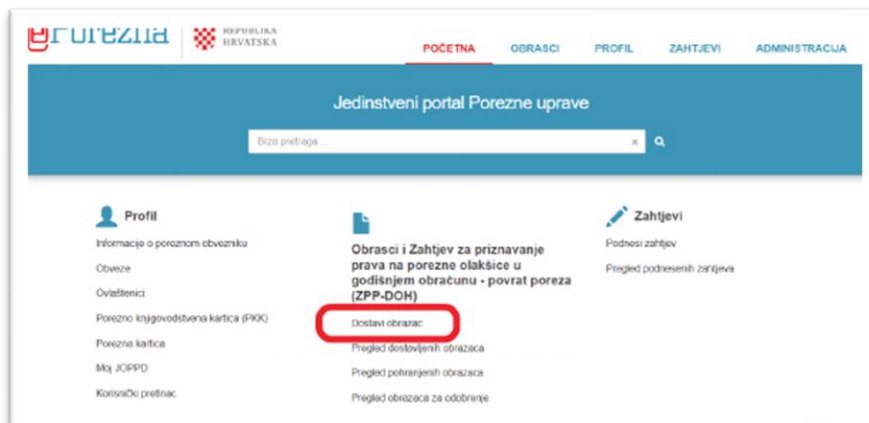 ePorezna
REPUBLIKA
HRVATSKA
POČETNA OBRASCI PROFIL ZAHTJEVI ADMINISTRACIJA
Jedinstveni portal Porezne uprave
Brza pretraga ...
Profil
Informacije o poreznom obvezniku
Obveze
Ovlaštenici
Porezno knjigovodstvena kartica (PKK)
Porezna kartica
Moj JOPPD
Korisnički pretinac
Obrasci i Zahtjev za priznavanje
prava na porezne olakšice u
godišnjem obračunu - povrat poreza
(ZPP-DOH)
Dostavi obrazac
Pregled dostavljenih obrazaca
Pregled pohranjenih obrazaca
Pregled obrazaca za odobrenje
Zahtjevi
Podnesi zahtjev
Pregled podnesenih zahtjeva